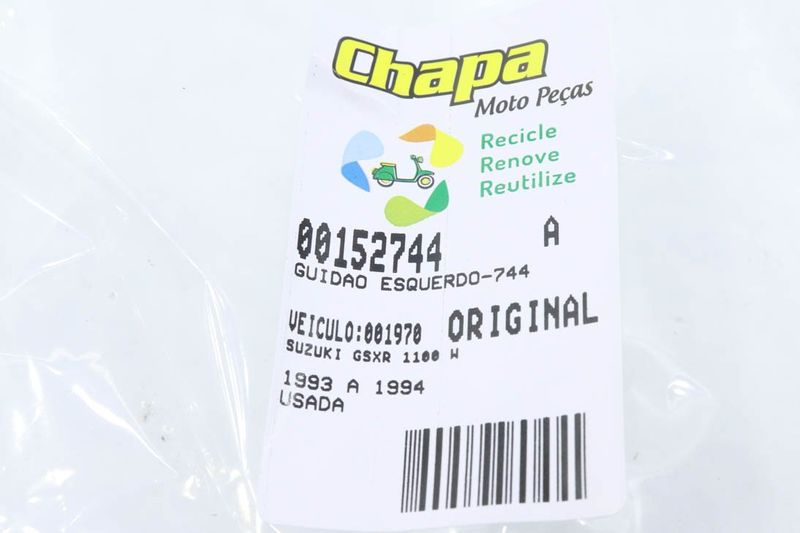 Chapa
Moto Peças
Recicle
Renove
Reutilize
00152744 A
GUIDAO ESQUERDO-744
VEICULO:001970 ORIGINAL
SUZUKI GSXR 1100 W
1993 A 1994
USADA